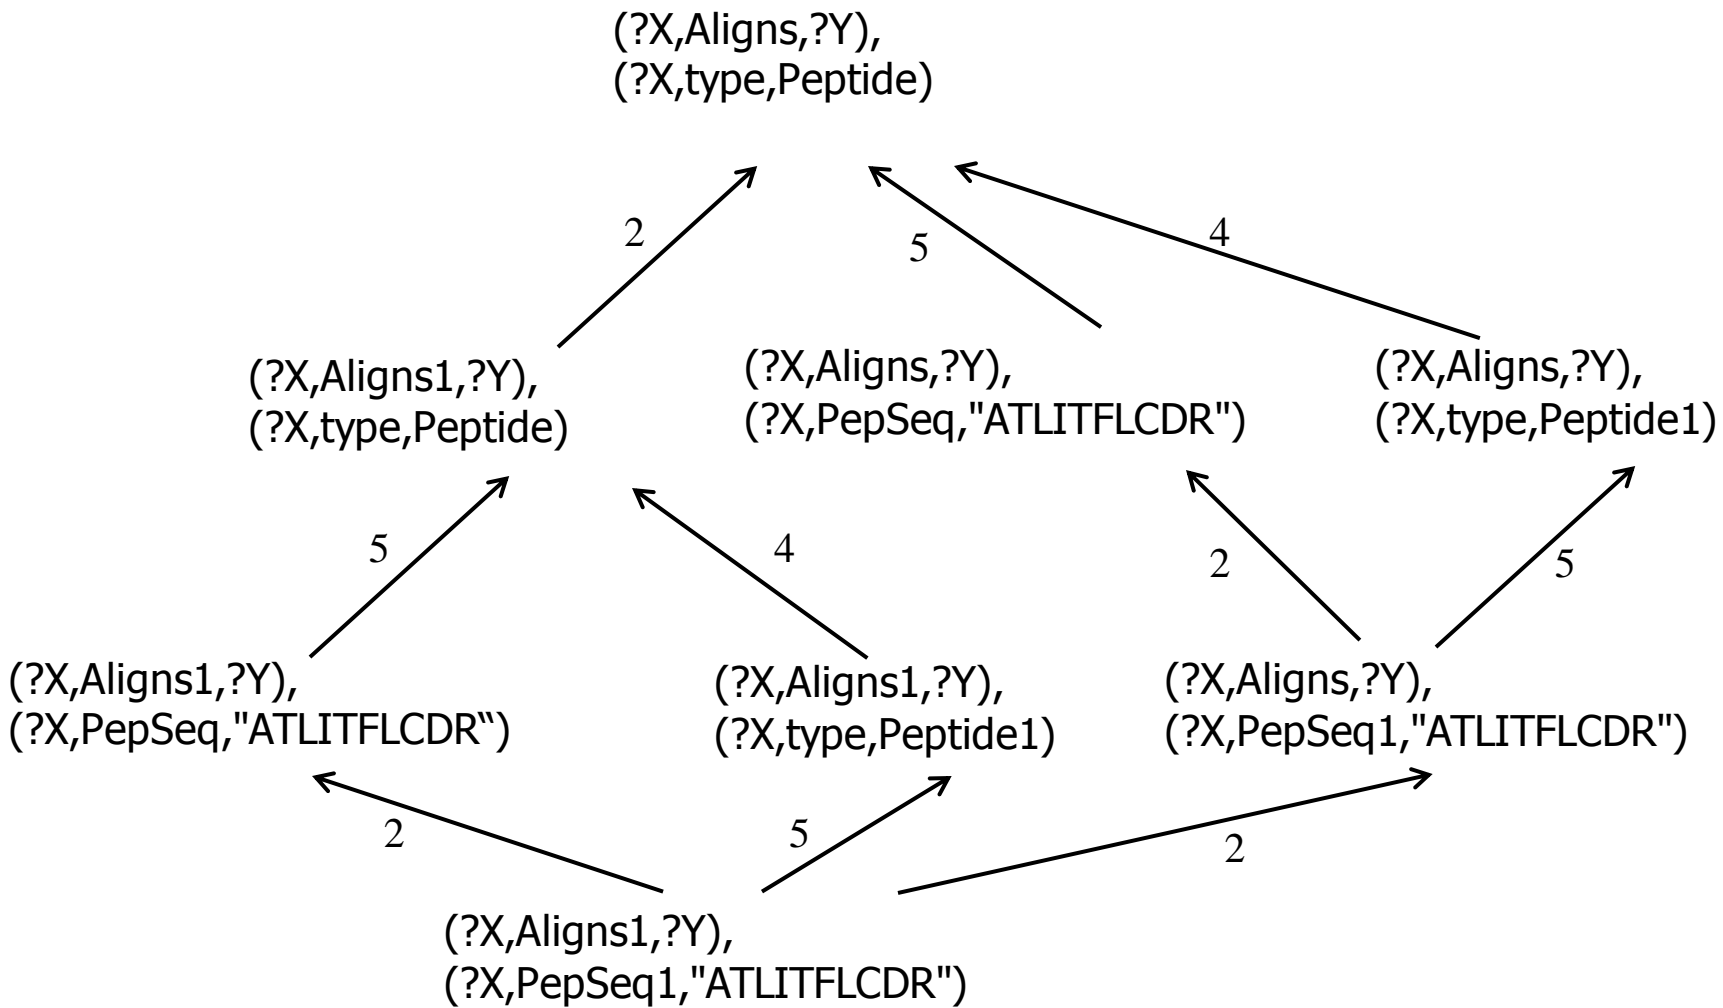 (?X,Aligns,?Y),
(?X,type,Peptide)
2
5
4
(?X,Aligns1,?Y),
(?X,type,Peptide)
(?X,Aligns,?Y),
(?X,PepSeq,"ATLITFLCDR")
(?X,Aligns,?Y),
(?X,type,Peptide1)
5
4
2
5
(?X,Aligns1,?Y),
(?X,PepSeq,"ATLITFLCDR“)
(?X,Aligns1,?Y),
(?X,type,Peptide1)
(?X,Aligns,?Y),
(?X,PepSeq1,"ATLITFLCDR")
2
5
2
(?X,Aligns1,?Y),
(?X,PepSeq1,"ATLITFLCDR")